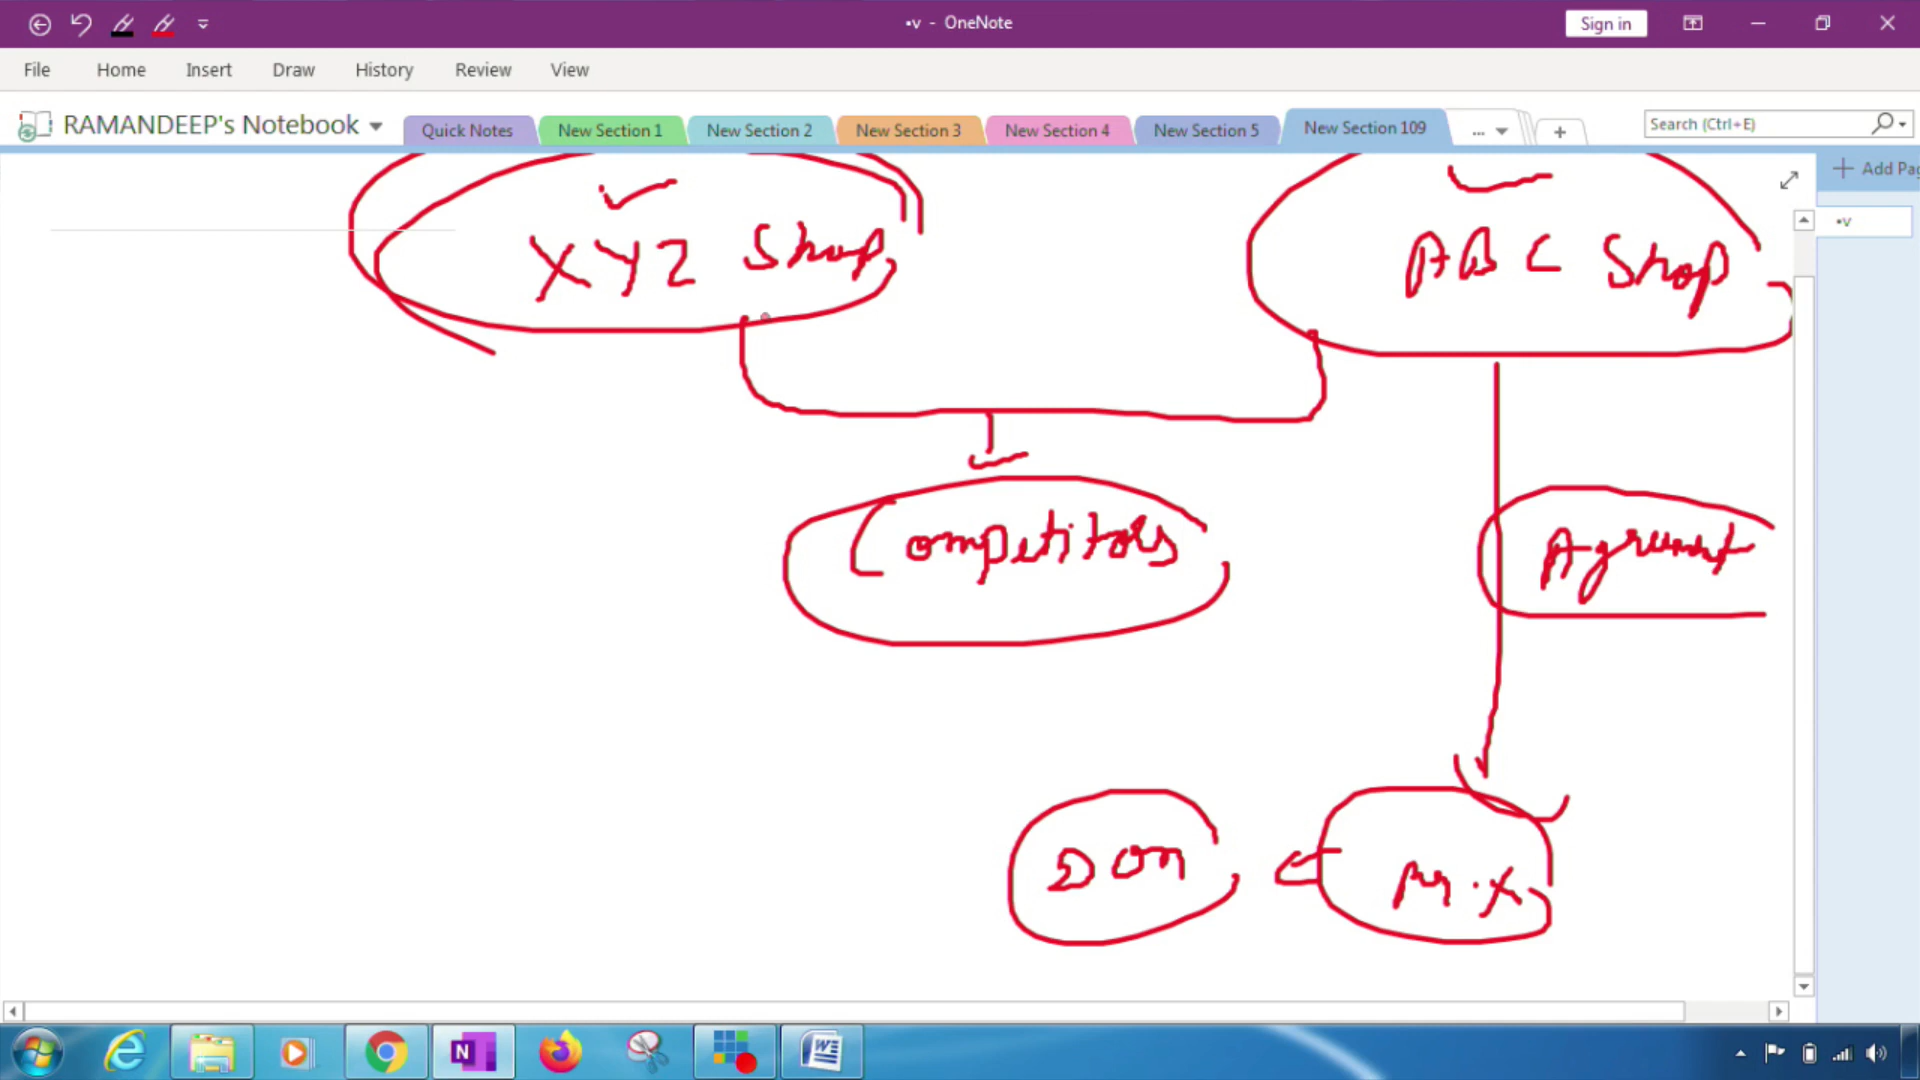 •v - OneNote
Sign in
File Home Insert Draw History Review View
RAMANDEEP's Notebook
Quick Notes
New Section 1
New Section 2
New Section 3
New Section 4
New Section 5
New Section 109
...
Search (Ctrl+E)
Add Pag
•v
XYZ Shop
ABC Shop
Competitors
Agreement
DON
Mr. X